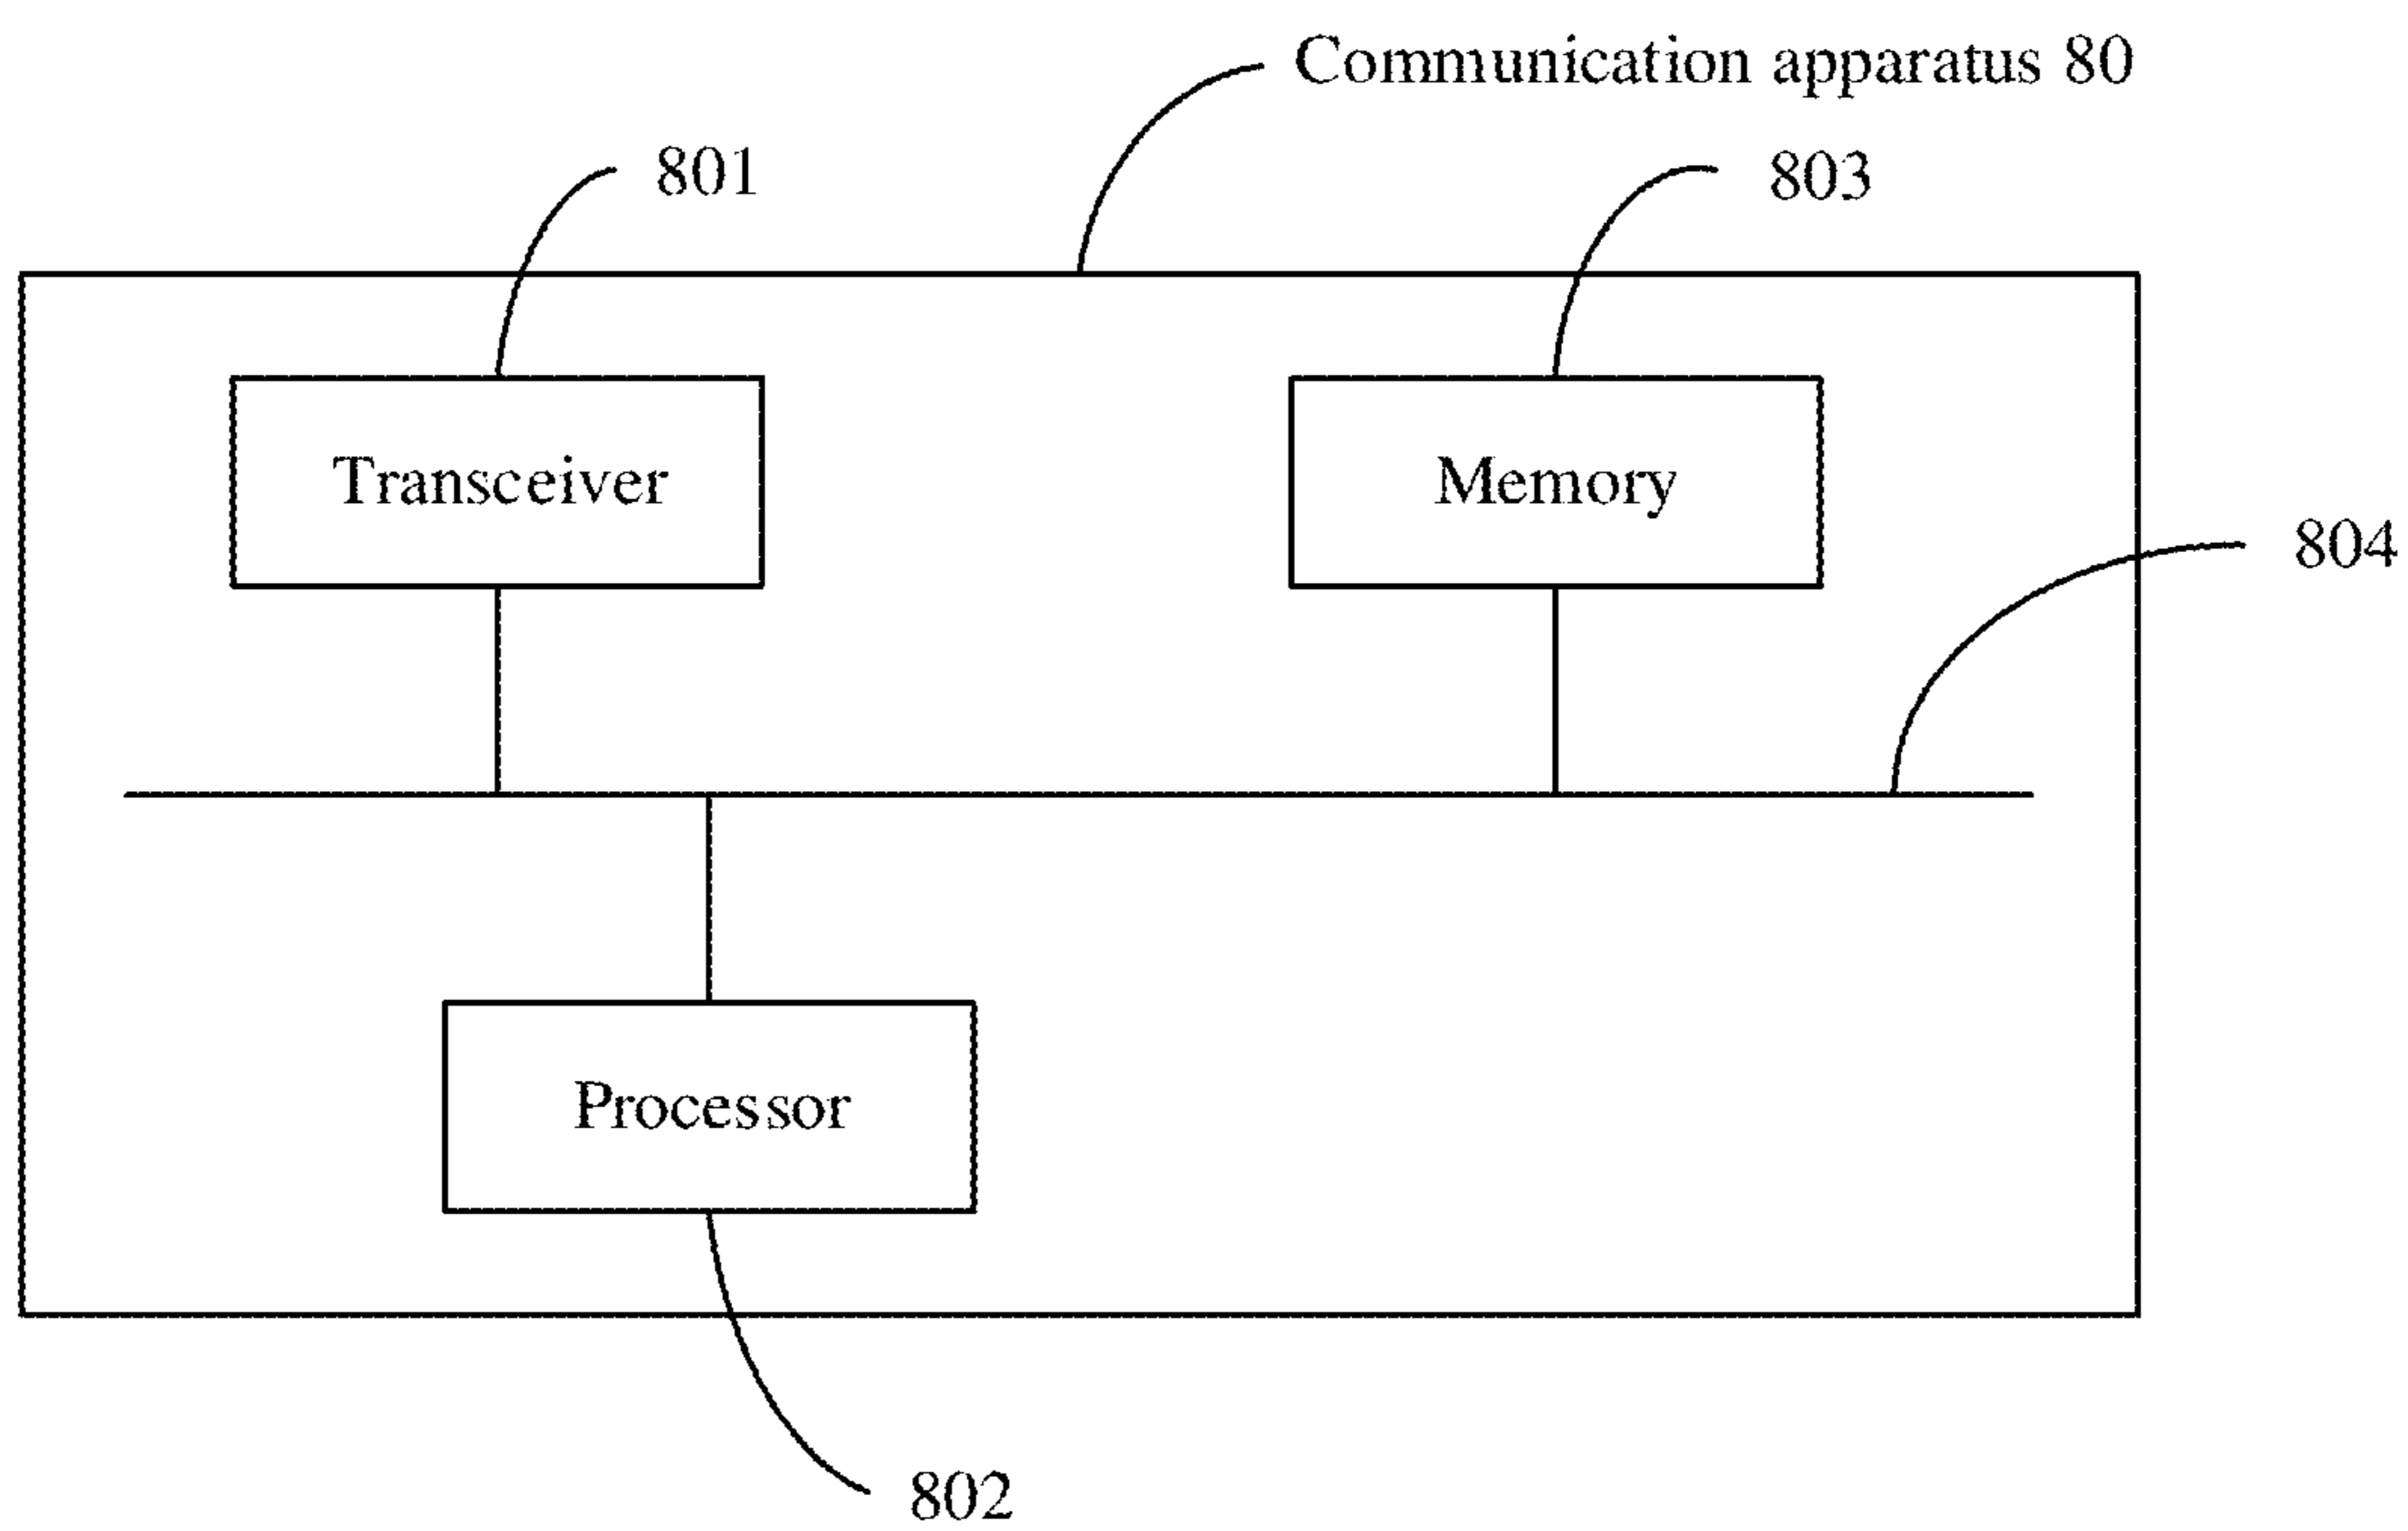 Communication apparatus 80
801
803
Transceiver
Memory
804
Processor
802